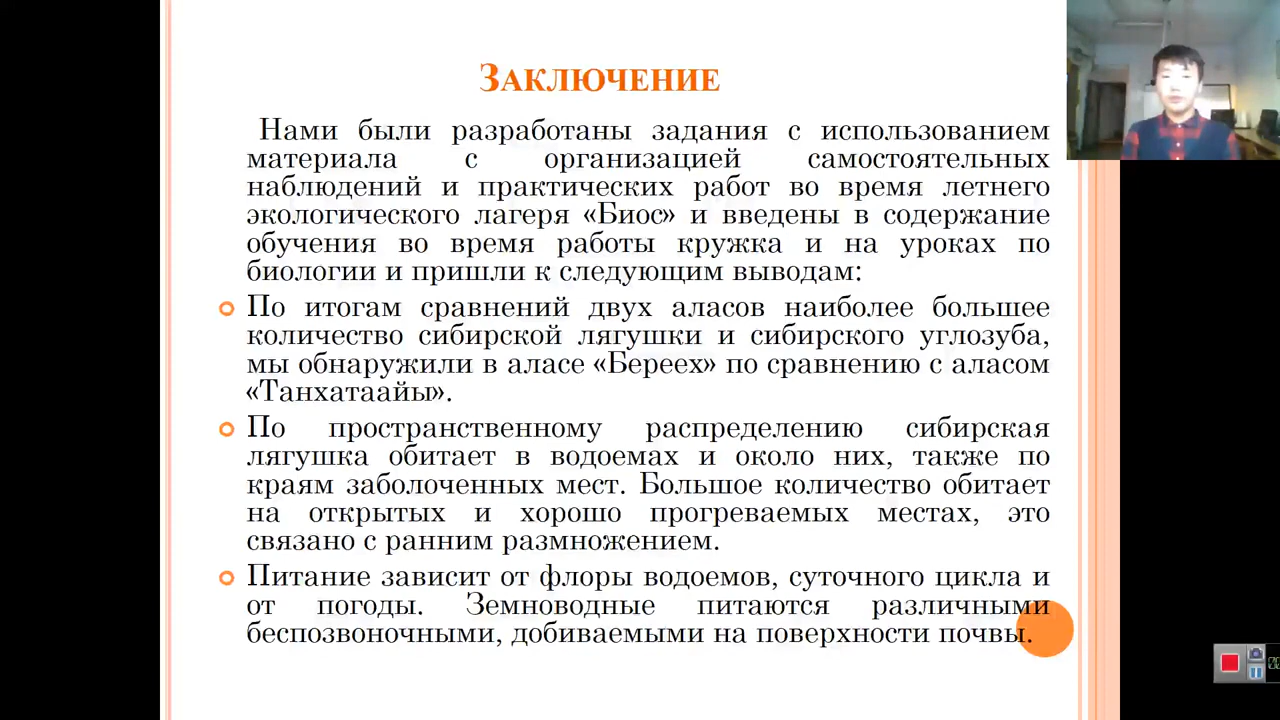 ЗАКЛЮЧЕНИЕ
Нами были разработаны задания с использованием
материала с организацией самостоятельных
наблюдений и практических работ во время летнего
экологического лагеря «Биос» и введены в содержание
обучения во время работы кружка и на уроках по
биологии и пришли к следующим выводам:
По итогам сравнений двух аласов наиболее большее
количество сибирской лягушки и сибирского углозуба,
мы обнаружили в аласе «Береех» по сравнению с аласом
«Танхатаайы».
По пространственному распределению сибирская
лягушка обитает в водоемах и около них, также по
краям заболоченных мест. Большое количество обитает
на открытых и хорошо прогреваемых местах, это
связано с ранним размножением.
Питание зависит от флоры водоемов, суточного цикла и
от погоды. Земноводные питаются различными
беспозвоночными, добиваемыми на поверхности почвы.